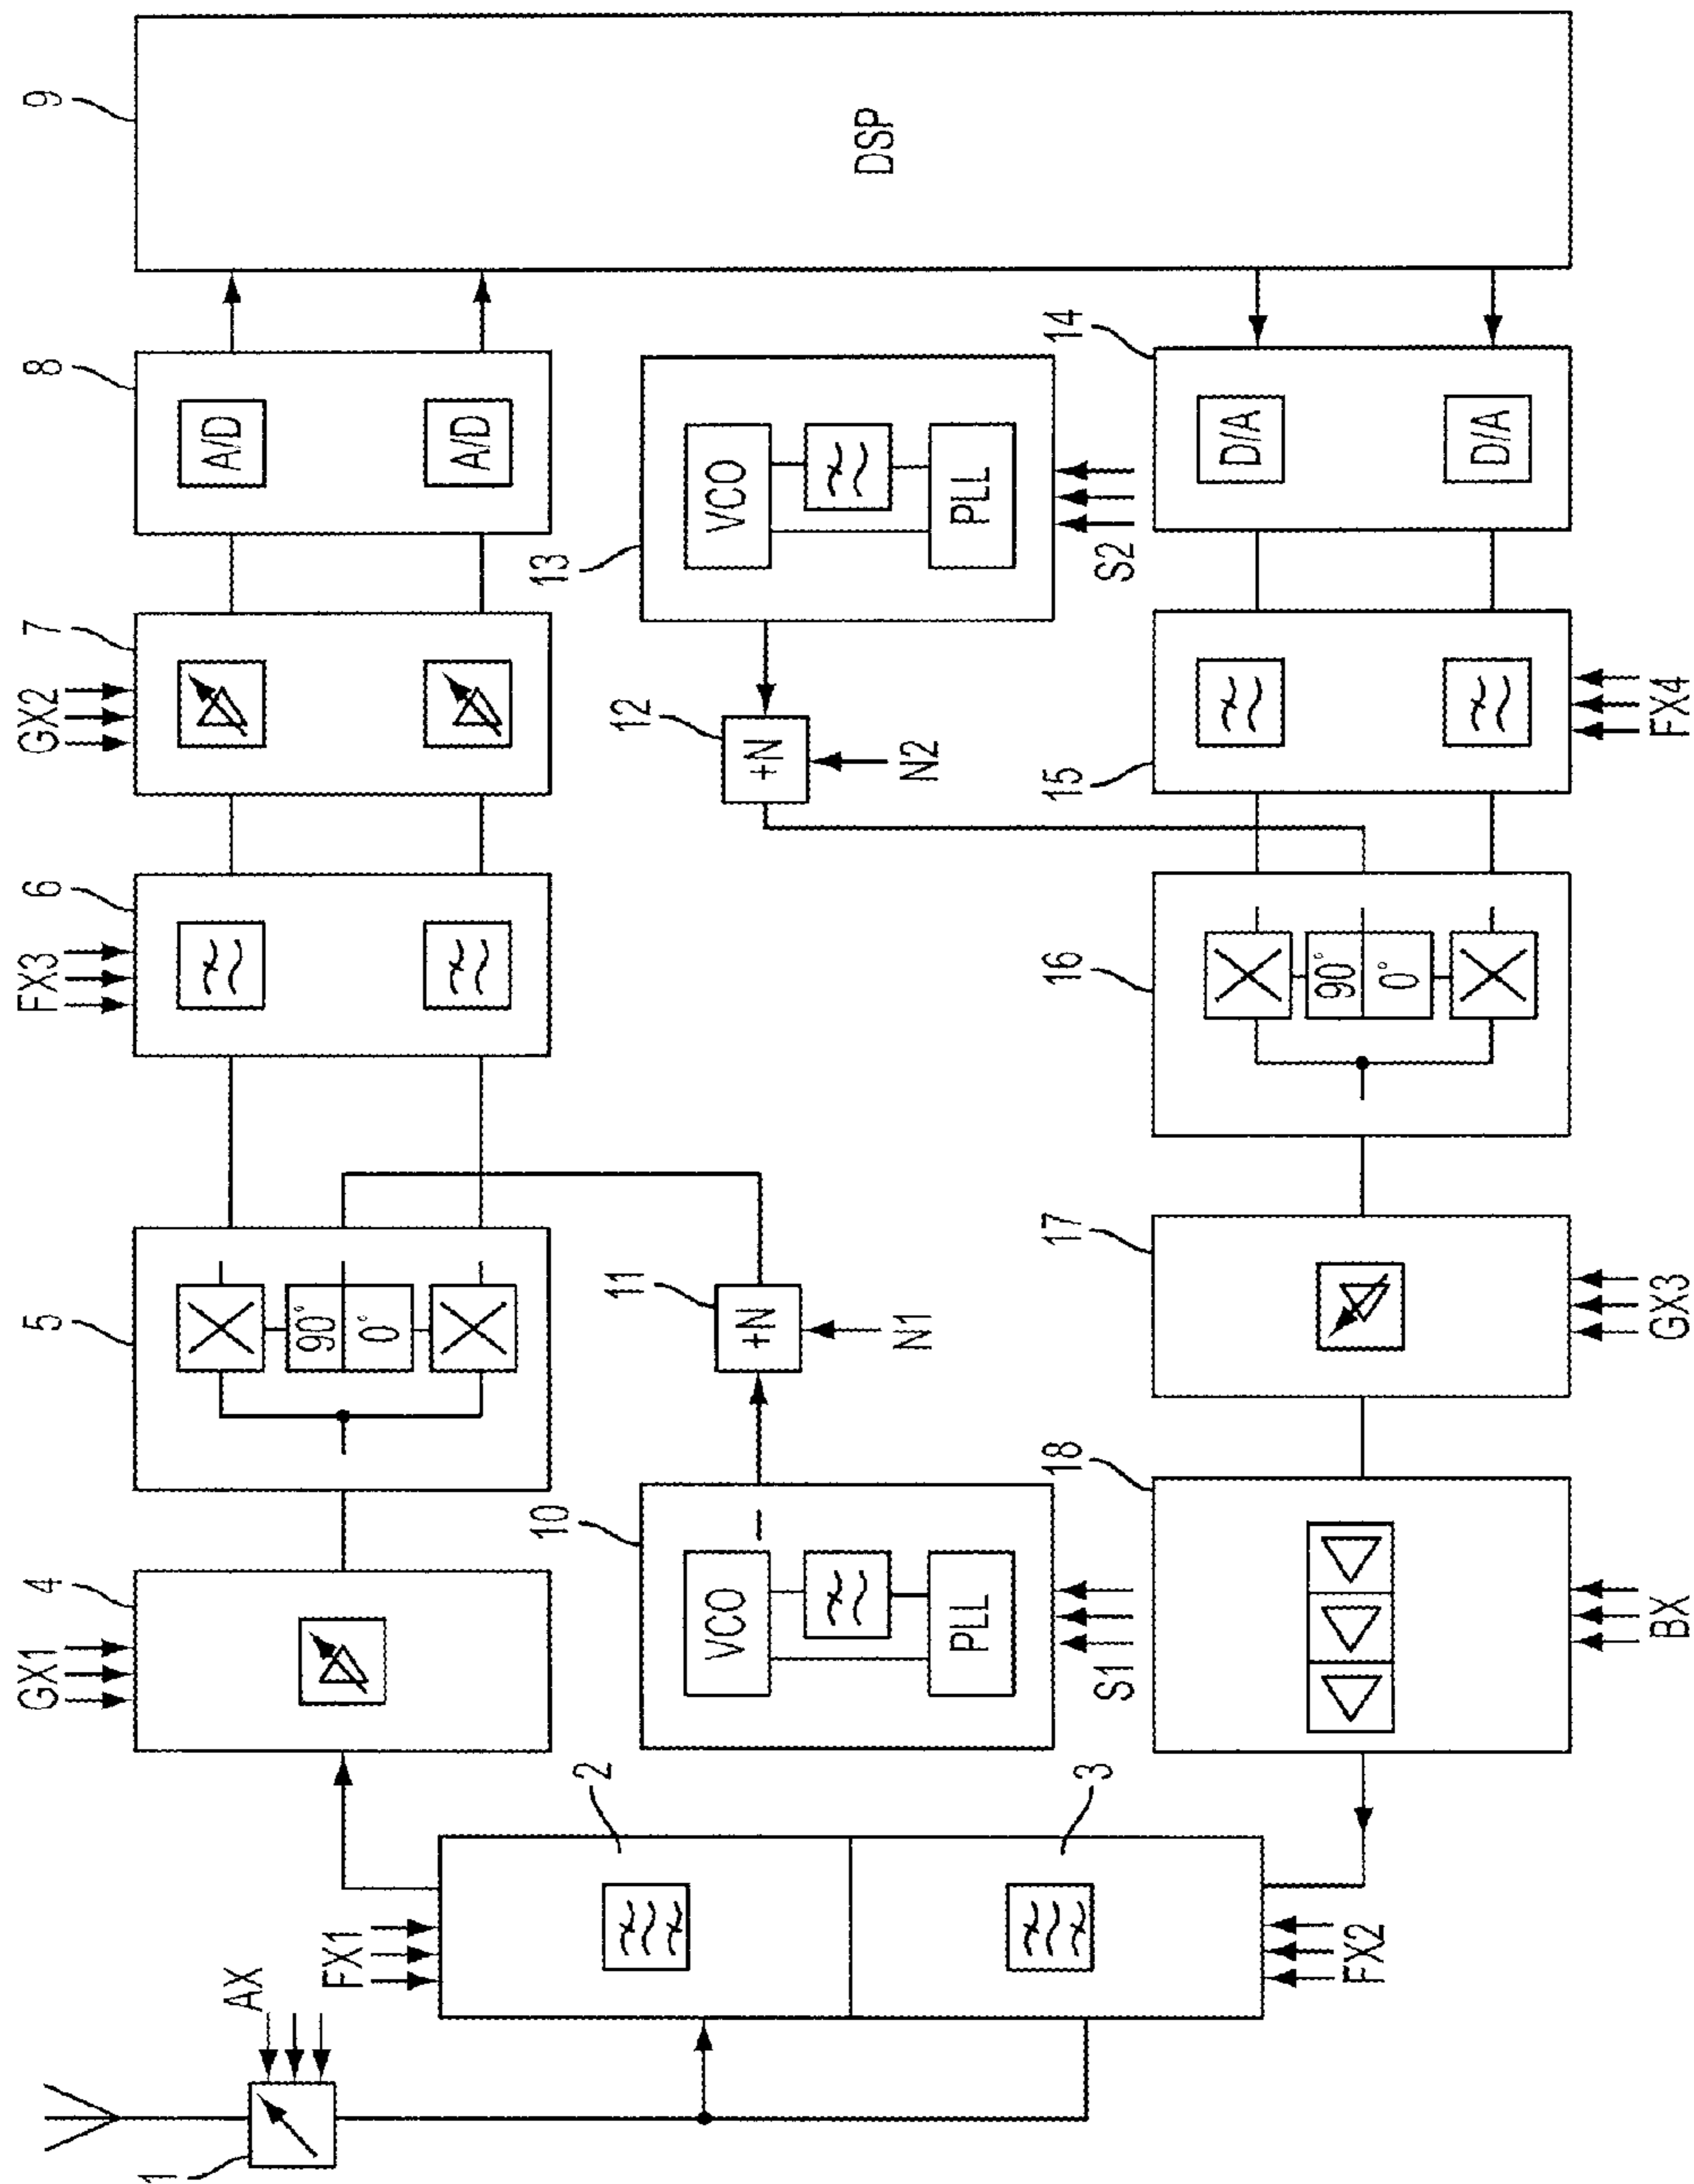 1
AX
FX1
2
3
FX2
GX1
4
5
90°
0°
FX3
6
GX2
7
8
A/D
A/D
9
DSP
10
VCO
PLL
S1
11
+N
N1
12
+N
N2
13
VCO
PLL
S2
14
D/A
D/A
15
FX4
16
90°
0°
17
GX3
18
BX